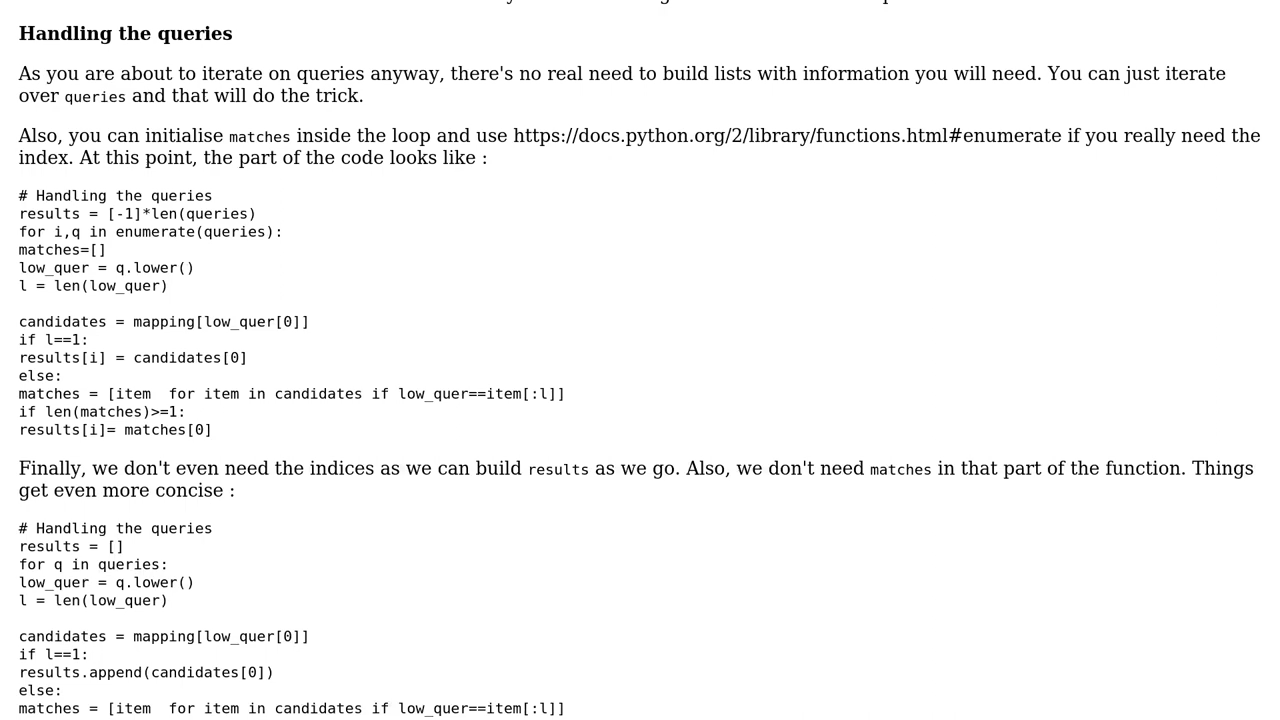 Handling the queries
As you are about to iterate on queries anyway, there's no real need to build lists with information you will need. You can just iterate
over queries and that will do the trick.
Also, you can initialise matches inside the loop and use https://docs.python.org/2/library/functions.html#enumerate if you really need the
index. At this point, the part of the code looks like :
# Handling the queries
results = [-1]*len(queries)
for i,q in enumerate(queries):
matches=[]
low_quer = q.lower()
l = len(low_quer)
candidates = mapping[low_quer[0]]
if l==1:
results[i] = candidates[0]
else:
matches = [item  for item in candidates if low_quer==item[:l]]
if len(matches)>=1:
results[i]= matches[0]
Finally, we don't even need the indices as we can build results as we go. Also, we don't need matches in that part of the function. Things
get even more concise :
# Handling the queries
results = []
for q in queries:
low_quer = q.lower()
l = len(low_quer)
candidates = mapping[low_quer[0]]
if l==1:
results.append(candidates[0])
else:
matches = [item  for item in candidates if low_quer==item[:l]]